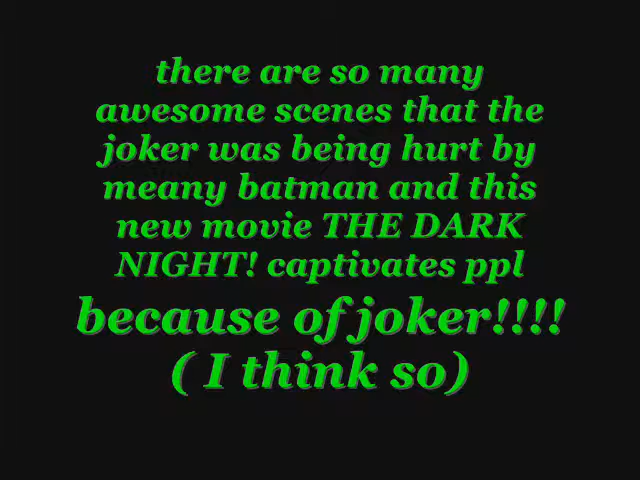 there are so many
awesome scenes that the
joker was being hurt by
meany batman and this
new movie THE DARK
NIGHT! captivates ppl
because of joker!!!!
( I think so)